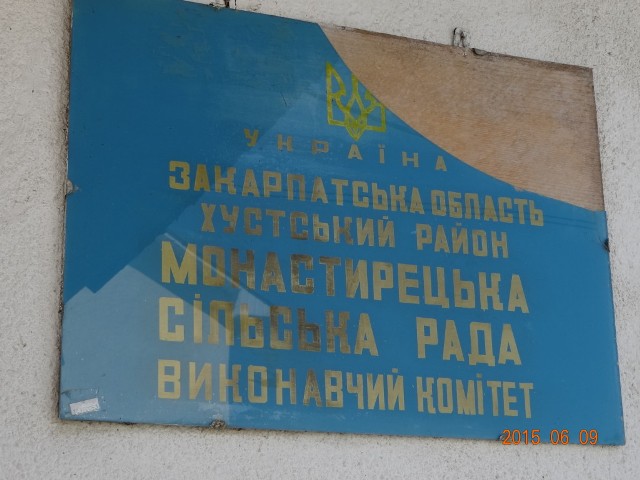 УКРАЇНА
ЗАКАРПАТСЬКА ОБЛАСТЬ
ХУСТСЬКИЙ РАЙОН
МОНАСТИРЕЦЬКА
СІЛЬСЬКА РАДА
ВИКОНАВЧИЙ КОМІТЕТ
2015.06.09